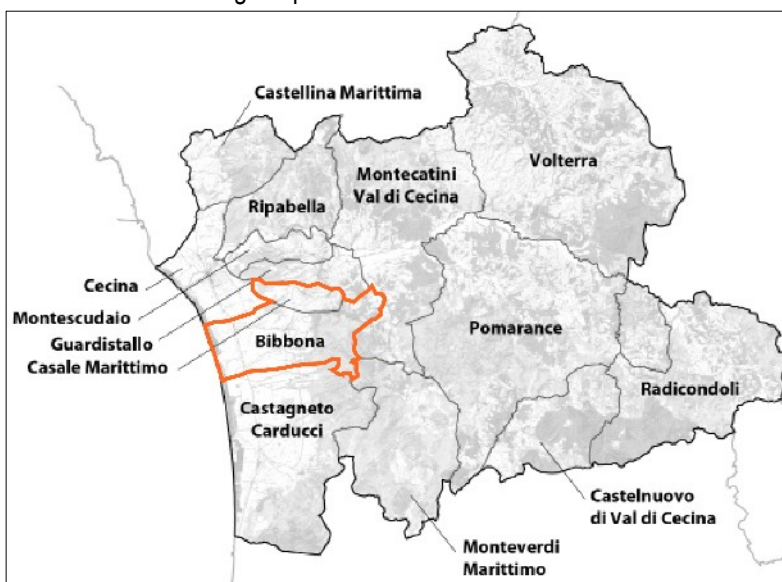 Castellina Marittima
Volterra
Montecatini
Val di Cecina
Ripabella
Cecina
Montescudaio
Guardistallo
Casale Marittimo
Bibbona
Pomarance
Radicondoli
Castagneto
Carducci
Castelnuovo
di Val di Cecina
Monteverdi
Marittimo